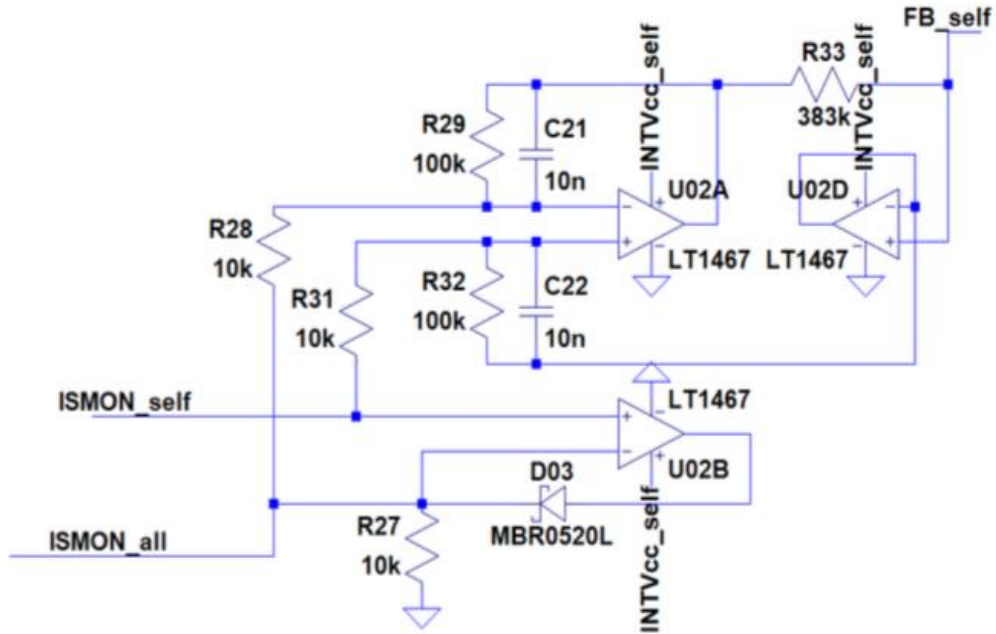 FB_self
INTVcc_self
R33
383k
INTVcc_self
R29
100k
C21
10n
U02A
U02D
R28
10k
LT1467
LT1467
R31
10k
R32
100k
C22
10n
ISMON_self
LT1467
U02B
D03
MBR0520L
INTVcc_self
R27
10k
ISMON_all